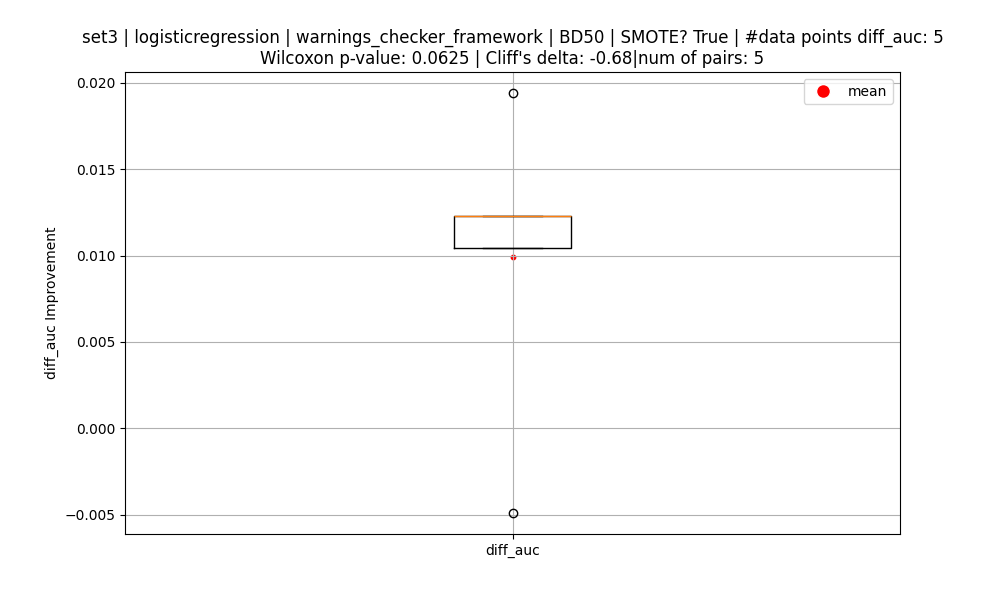 set3 | logisticregression | warnings_checker_framework | BD50 | SMOTE? True | #data points diff_auc: 5
Wilcoxon p-value: 0.0625 | Cliff's delta: -0.68|num of pairs: 5
mean
0.020
0.015
0.010
0.005
0.000
−0.005
diff_auc Improvement
diff_auc